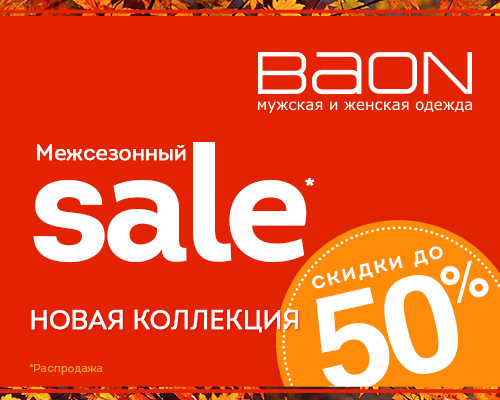 BAON
мужская и женская одежда
Межсезонный
sale*
СКИДКИ ДО
50%
НОВАЯ КОЛЛЕКЦИЯ
*Распродажа